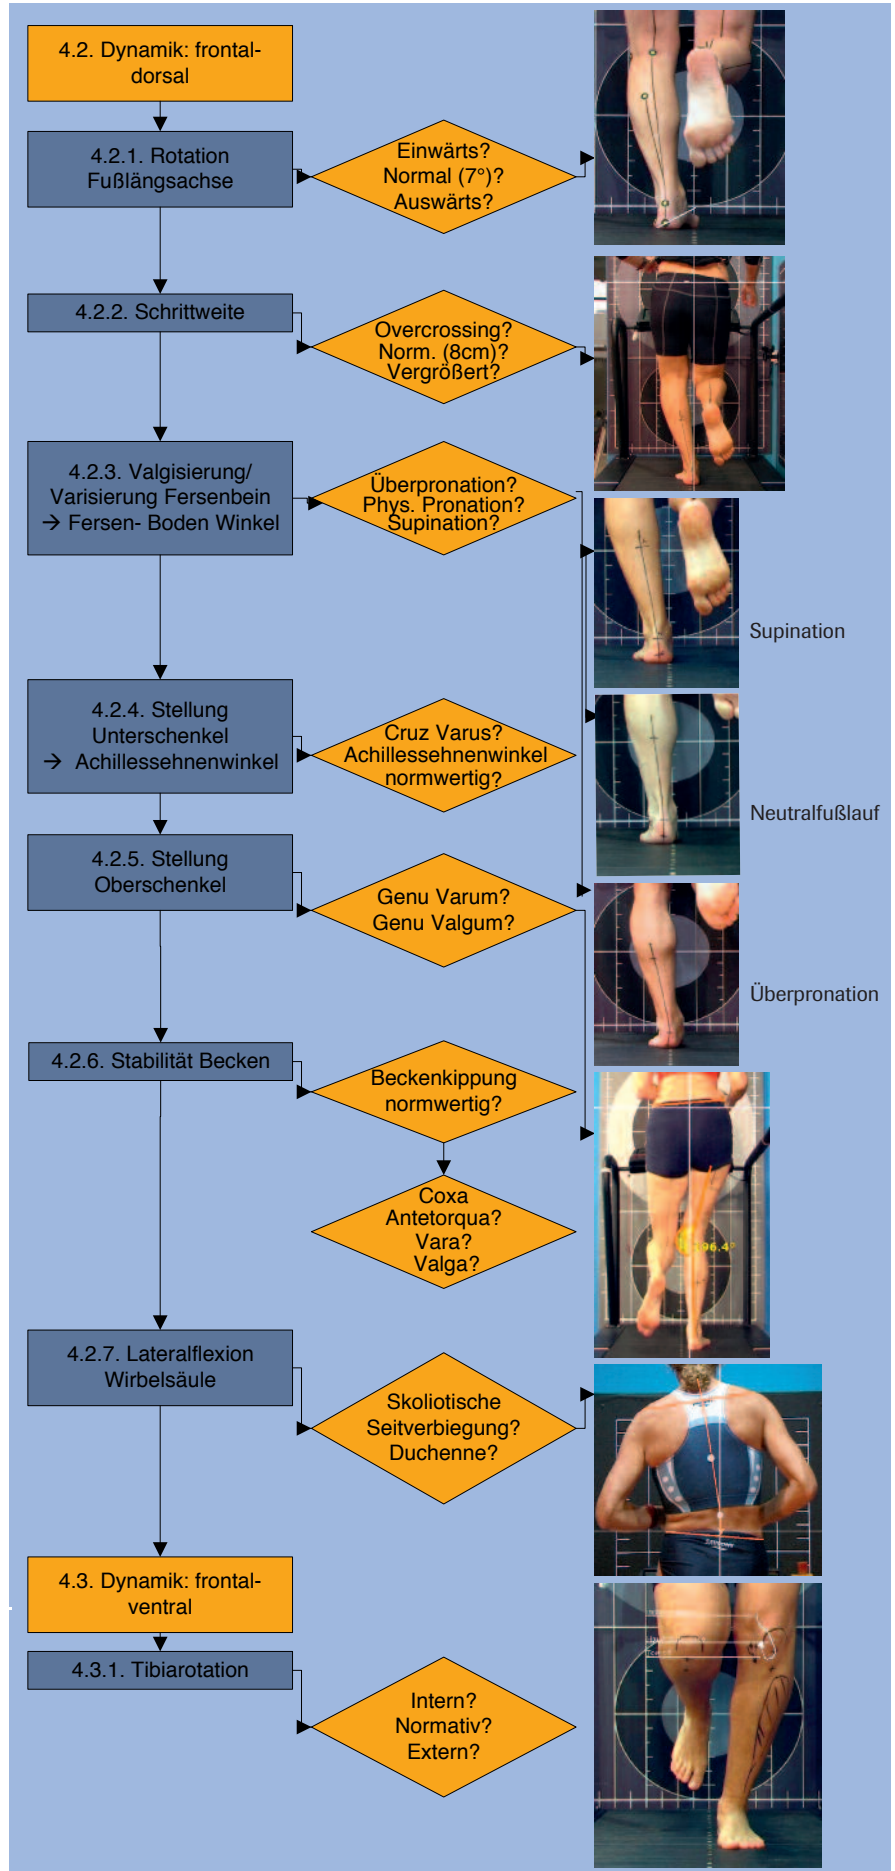 4.2. Dynamik: frontal-
dorsal
4.2.1. Rotation
Fußlängsachse
Einwärts?
Normal (7°)?
Auswärts?
4.2.2. Schrittweite
Overcrossing?
Norm. (8cm)?
Vergrößert?
4.2.3. Valgisierung/
Varisierung Fersenbein
→ Fersen- Boden Winkel
Überpronation?
Phys. Pronation?
Supination?
Supination
4.2.4. Stellung
Unterschenkel
→ Achillessehnenwinkel
Cruz Varus?
Achillessehnenwinkel
normwertig?
Neutralfußlauf
4.2.5. Stellung
Oberschenkel
Genu Varum?
Genu Valgum?
Überpronation
4.2.6. Stabilität Becken
Beckenkippung
normwertig?
Coxa
Antetorqua?
Vara?
Valga?
196.4°
4.2.7. Lateralflexion
Wirbelsäule
Skoliotische
Seitverbiegung?
Duchenne?
4.3. Dynamik: frontal-
ventral
4.3.1. Tibiarotation
Intern?
Normativ?
Extern?